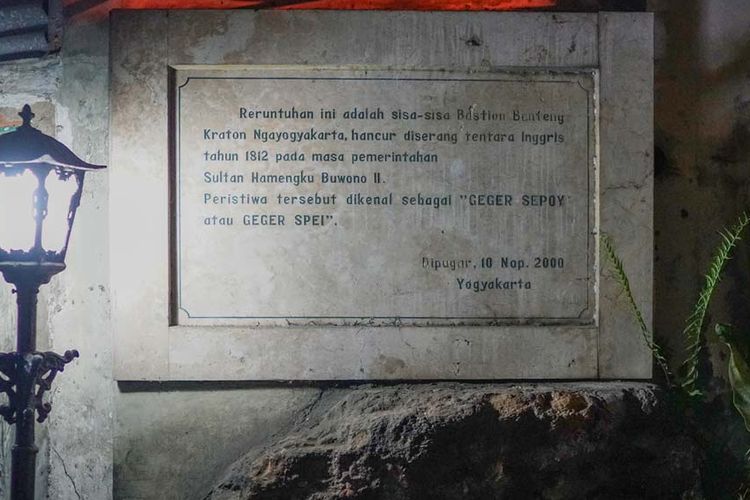 Reruntuhan ini adalah sisa-sisa Bastion Benteng
Kraton Ngayogyakarta, hancur diserang tentara Inggris
tahun 1812 pada masa pemerintahan
Sultan Hamengku Buwono II.
Peristiwa tersebut dikenal sebagai "GEGER SEPOY
atau GEGER SPEI".
Dipugar, 10 Nop. 2000
Yogyakarta